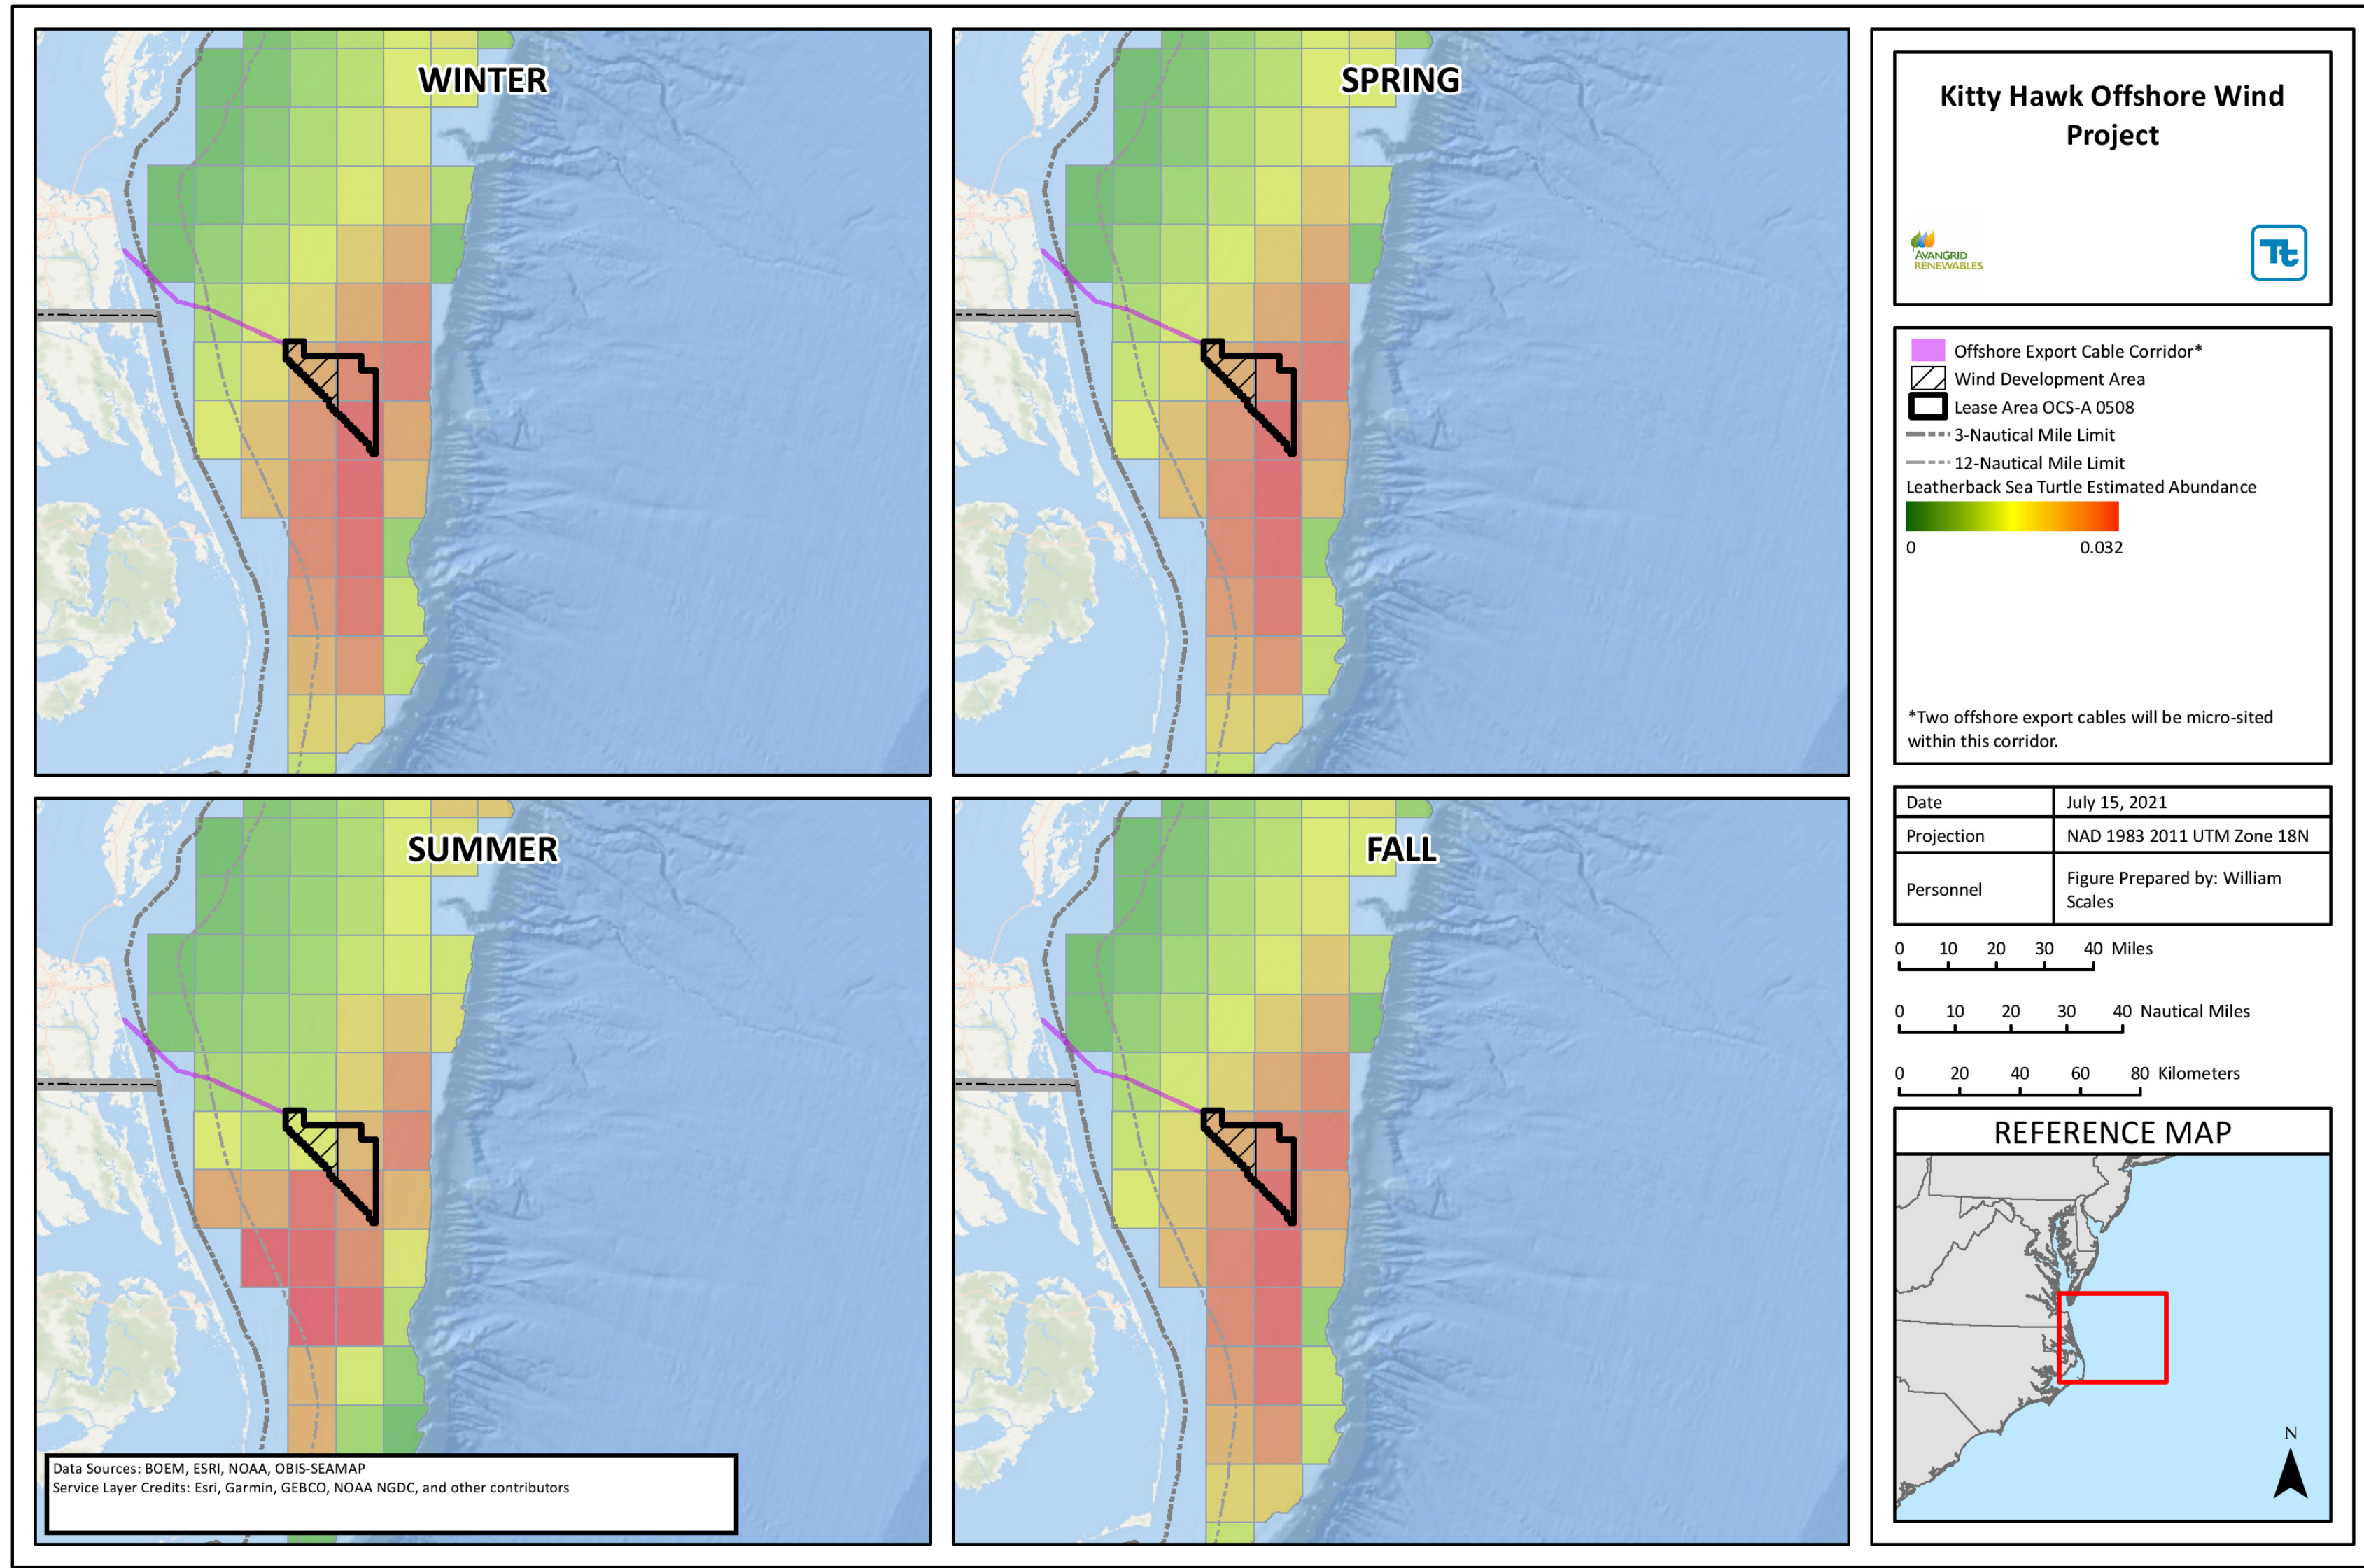 WINTER
SPRING
SUMMER
FALL
Data Sources: BOEM, ESRI, NOAA, OBIS-SEAMAP
Service Layer Credits: Esri, Garmin, GEBCO, NOAA NGDC, and other contributors
Kitty Hawk Offshore Wind
Project
AVANGRID
RENEWABLES
Tt
Offshore Export Cable Corridor*
Wind Development Area
Lease Area OCS-A 0508
3-Nautical Mile Limit
12-Nautical Mile Limit
Leatherback Sea Turtle Estimated Abundance
0 0.032
*Two offshore export cables will be micro-sited
within this corridor.
Date July 15, 2021
Projection NAD 1983 2011 UTM Zone 18N
Personnel Figure Prepared by: William
Scales
0 10 20 30 40 Miles
0 10 20 30 40 Nautical Miles
0 20 40 60 80 Kilometers
REFERENCE MAP
N